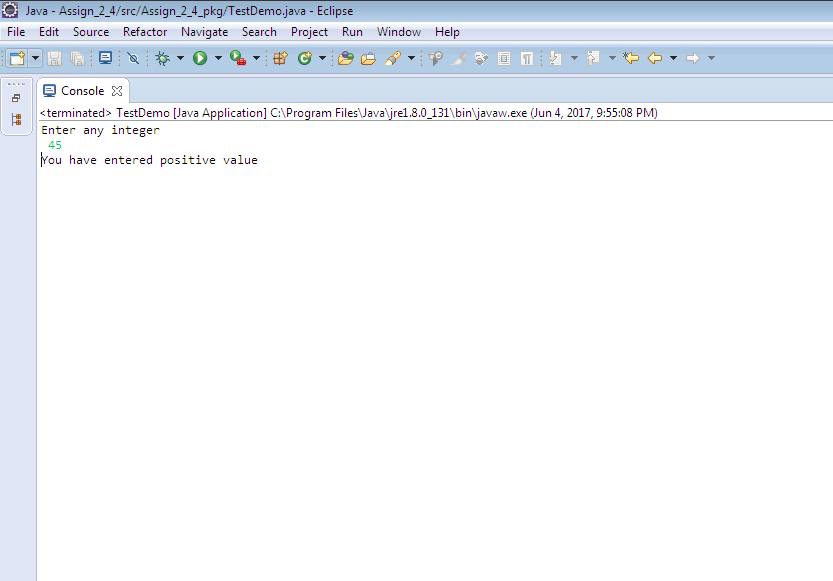 Java - Assign_2_4/src/Assign_2_4_pkg/TestDemo.java - Eclipse
File Edit Source Refactor Navigate Search Project Run Window Help
Console
<terminated> TestDemo [Java Application] C:\Program Files\Java\jre1.8.0_131\bin\javaw.exe (Jun 4, 2017, 9:55:08 PM)
Enter any integer
45
You have entered positive value